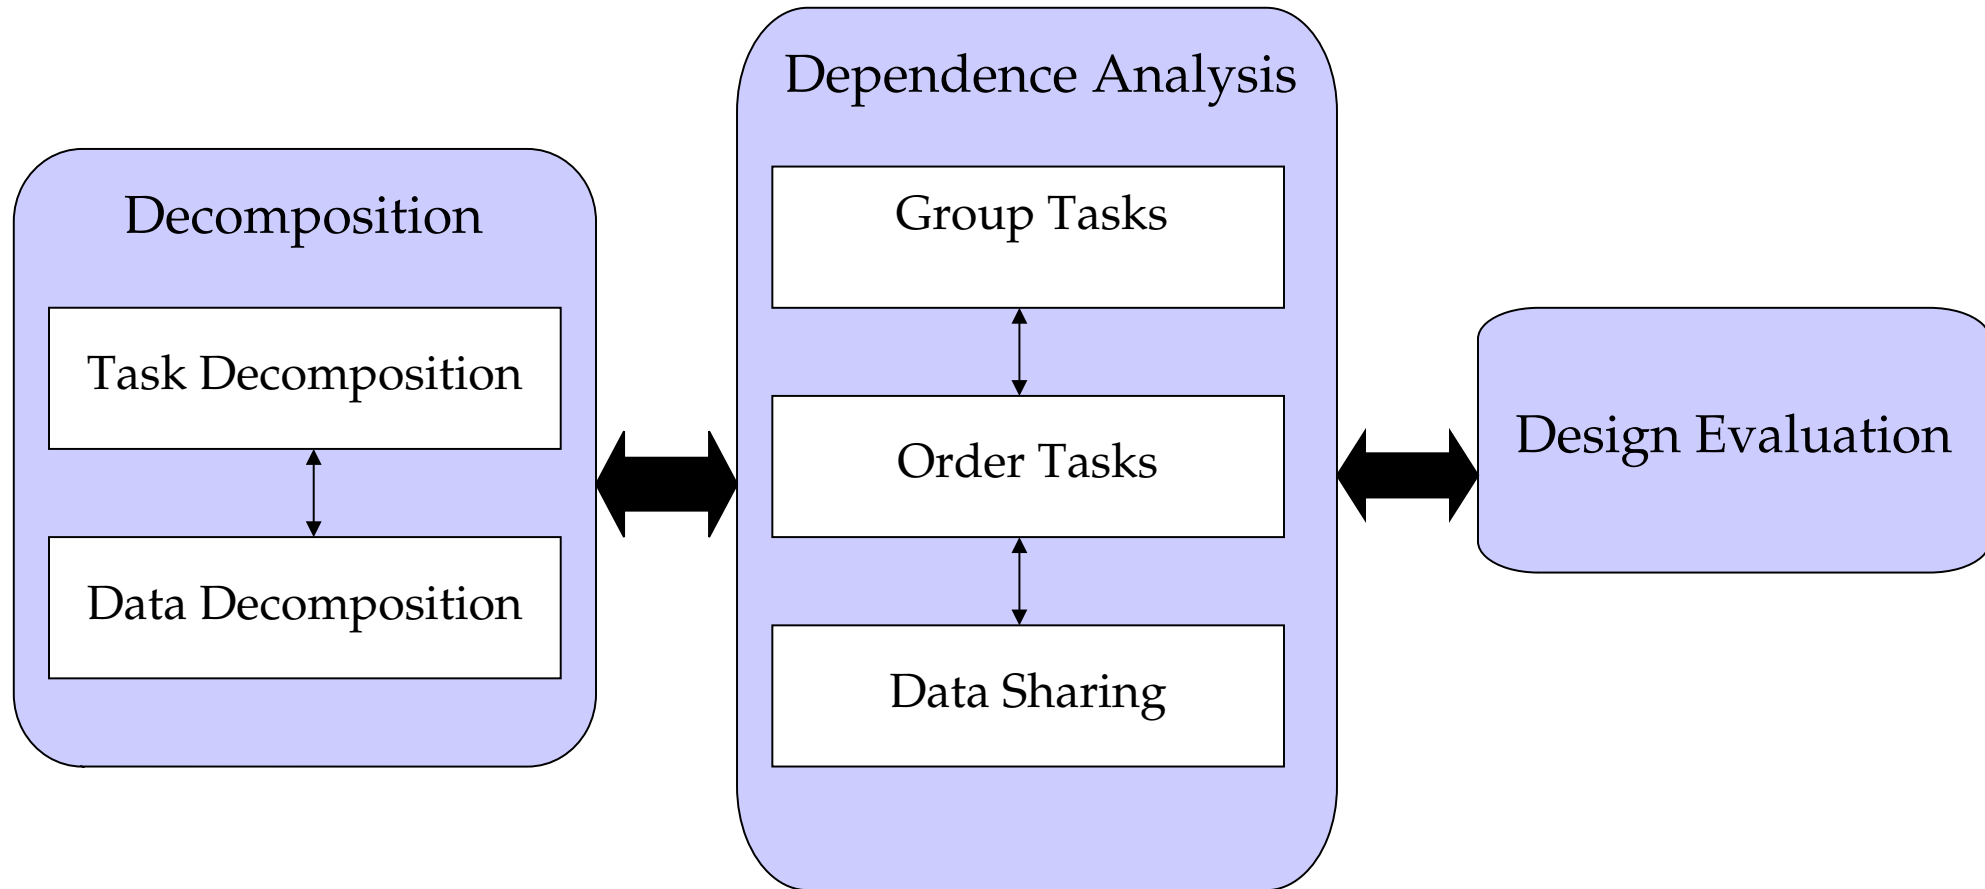 Decomposition
Task Decomposition
Data Decomposition
Dependence Analysis
Group Tasks
Order Tasks
Data Sharing
Design Evaluation